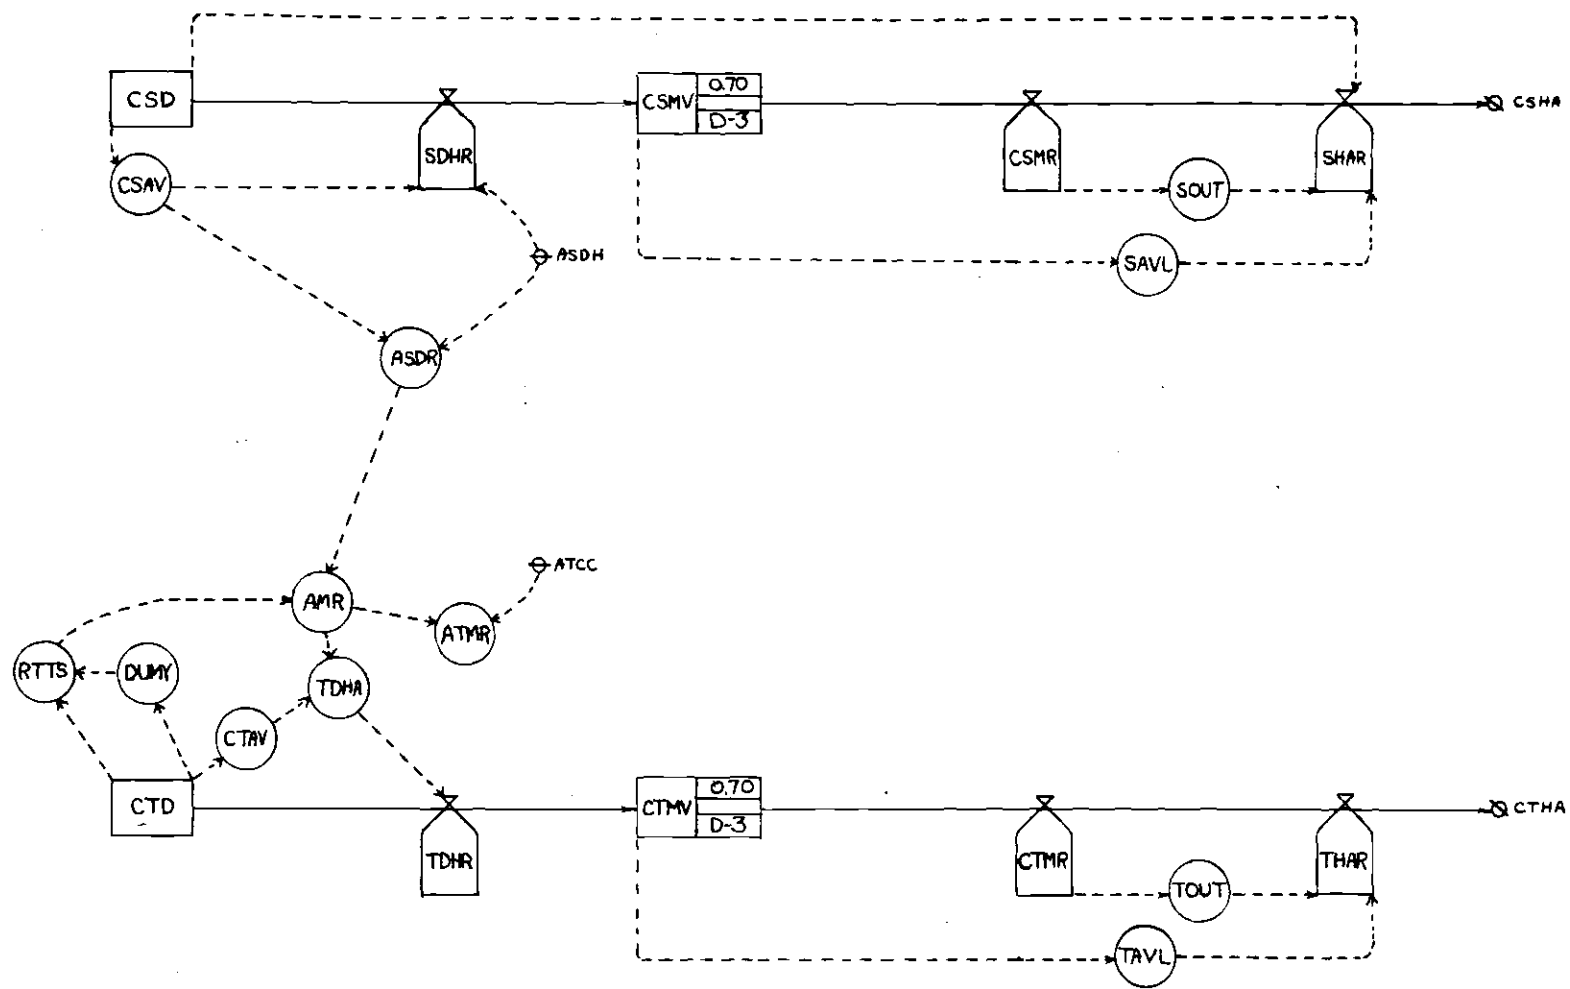 CSD
CSMV
0.70
D-3
CSHA
SDHR
CSMR
SHAR
CSAV
SOUT
ASDH
SAVL
ASDR
ATCC
AMR
ATMR
RTTS
DUMY
TDHA
CTAV
CTD
CTMV
0.70
D-3
CTHA
TDHR
CTMR
THAR
TOUT
TAVL